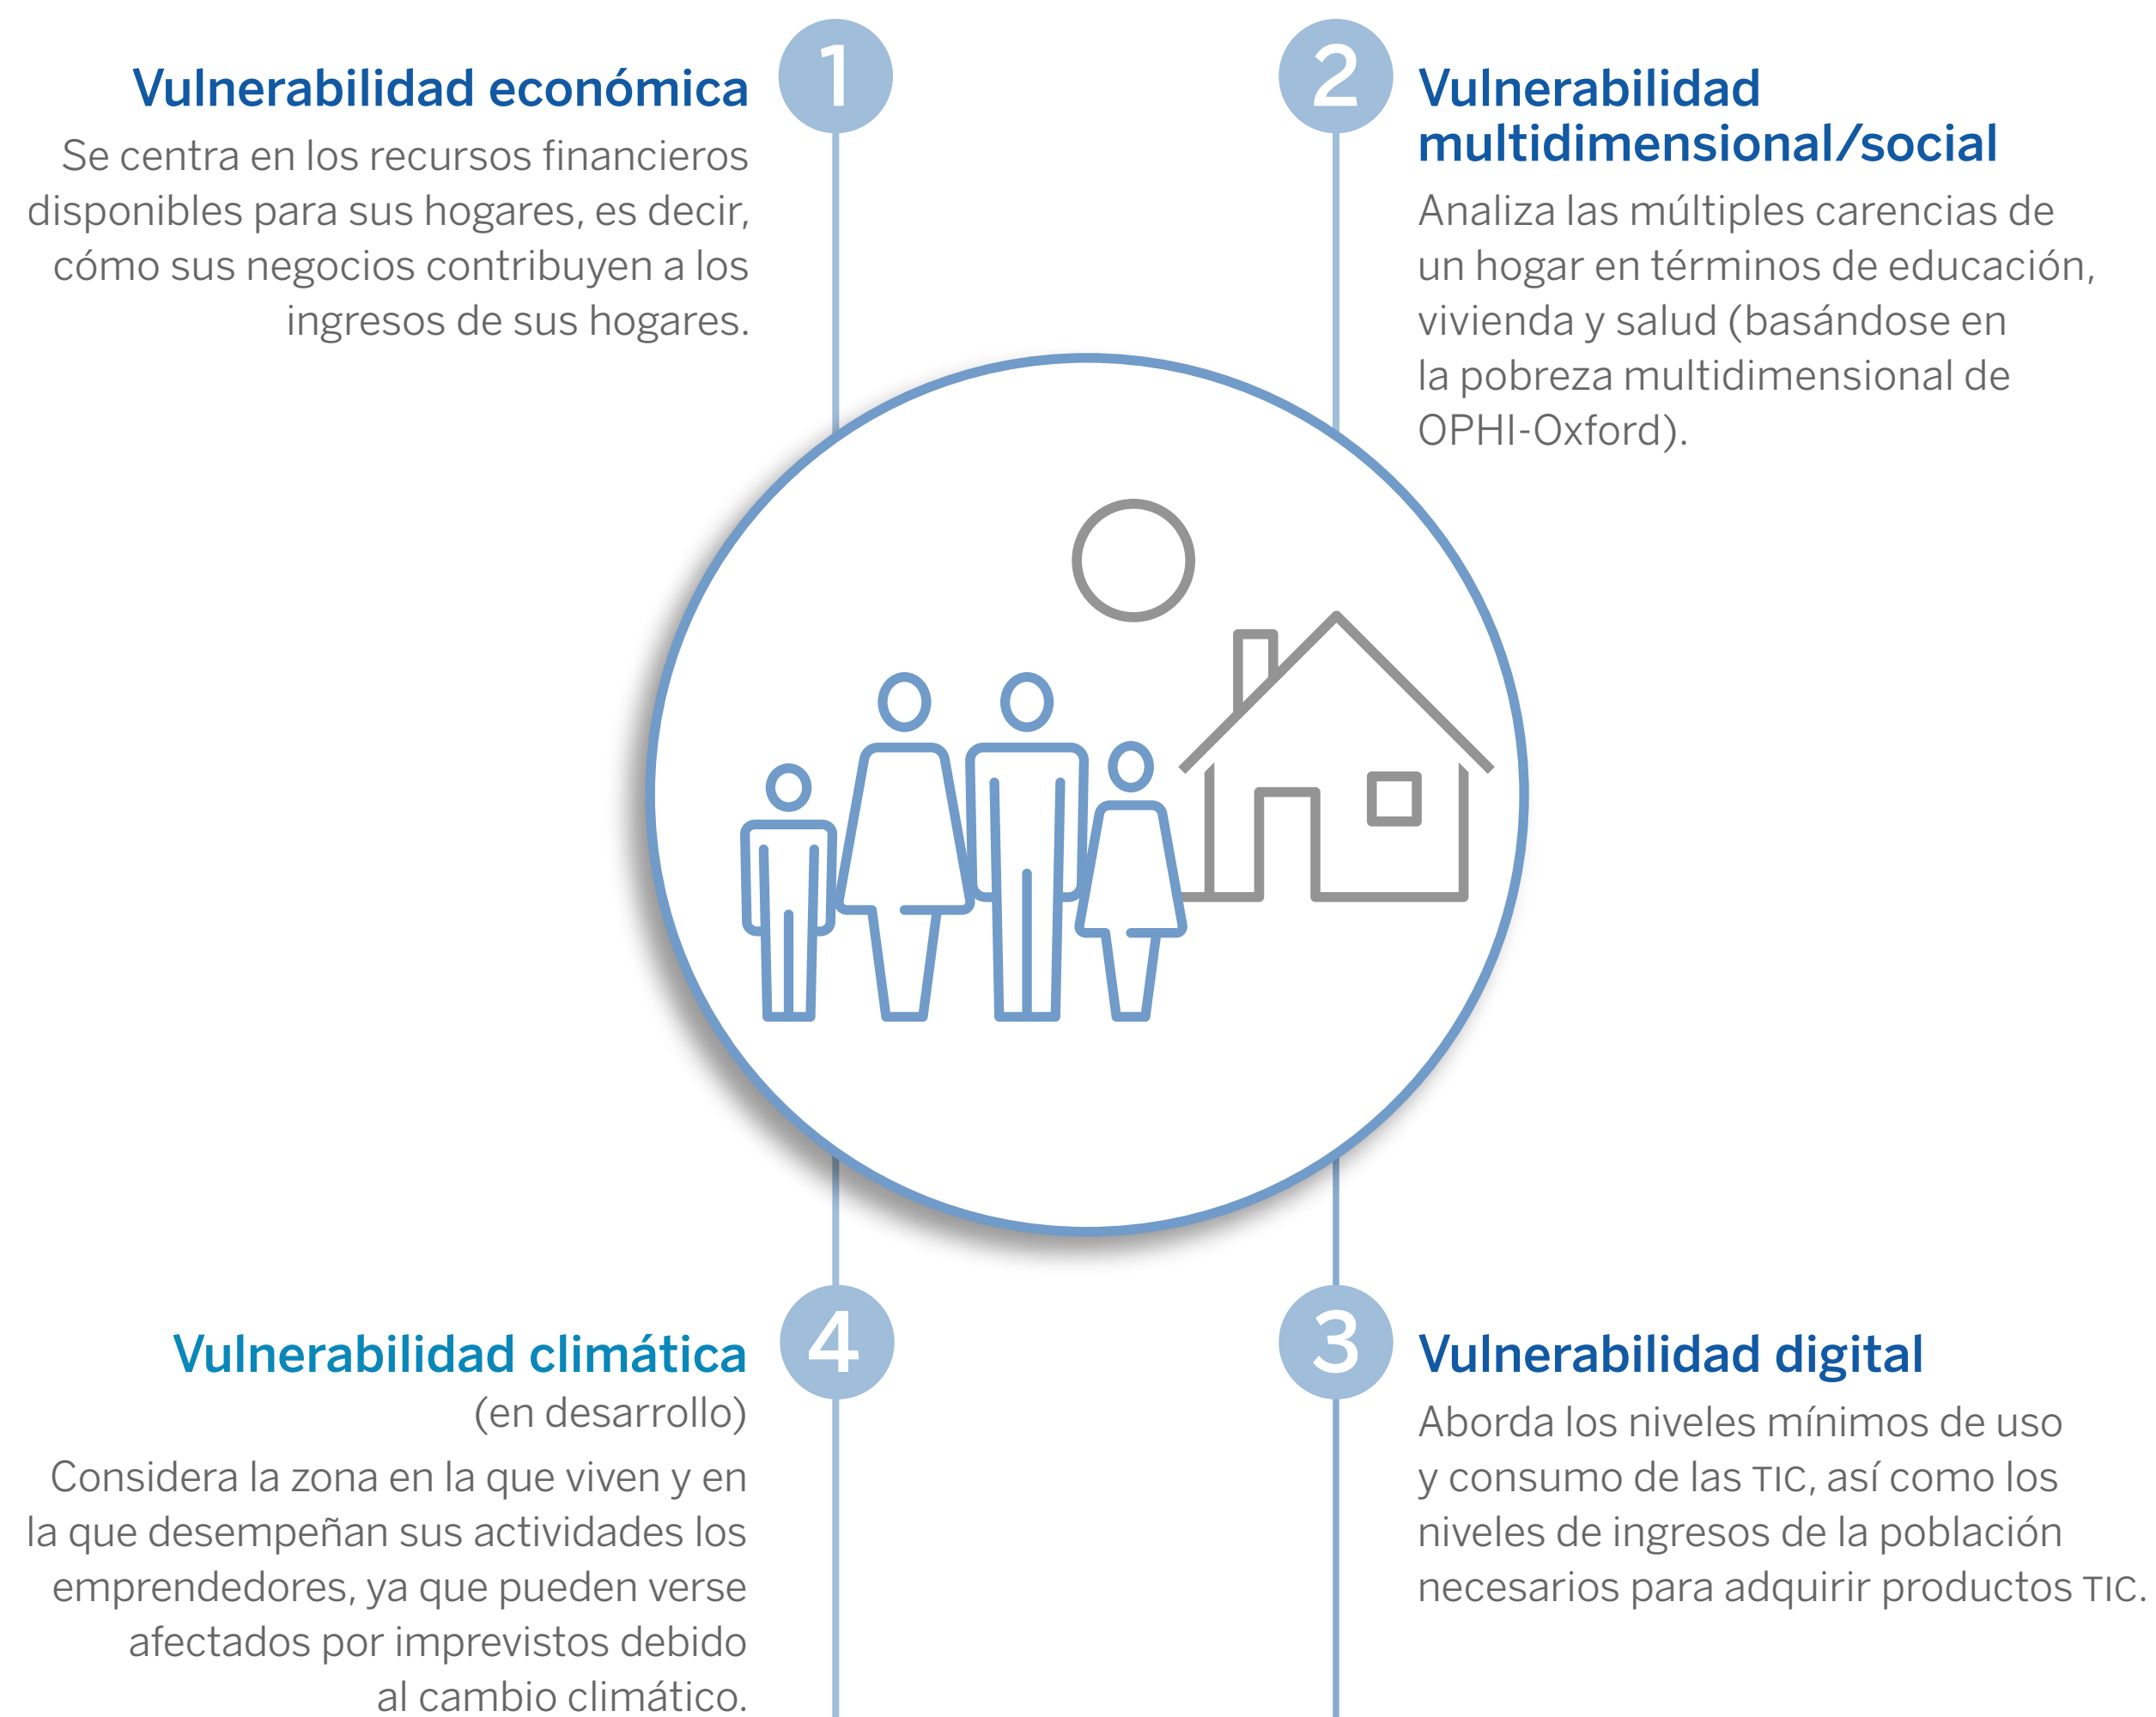 1
Vulnerabilidad económica
Se centra en los recursos financieros
disponibles para sus hogares, es decir,
cómo sus negocios contribuyen a los
ingresos de sus hogares.
2
Vulnerabilidad
multidimensional/social
Analiza las múltiples carencias de
un hogar en términos de educación,
vivienda y salud (basándose en
la pobreza multidimensional de
OPHI-Oxford).
3
Vulnerabilidad digital
Aborda los niveles mínimos de uso
y consumo de las TIC, así como los
niveles de ingresos de la población
necesarios para adquirir productos TIC.
4
Vulnerabilidad climática
(en desarrollo)
Considera la zona en la que viven y en
la que desempeñan sus actividades los
emprendedores, ya que pueden verse
afectados por imprevistos debido
al cambio climático.